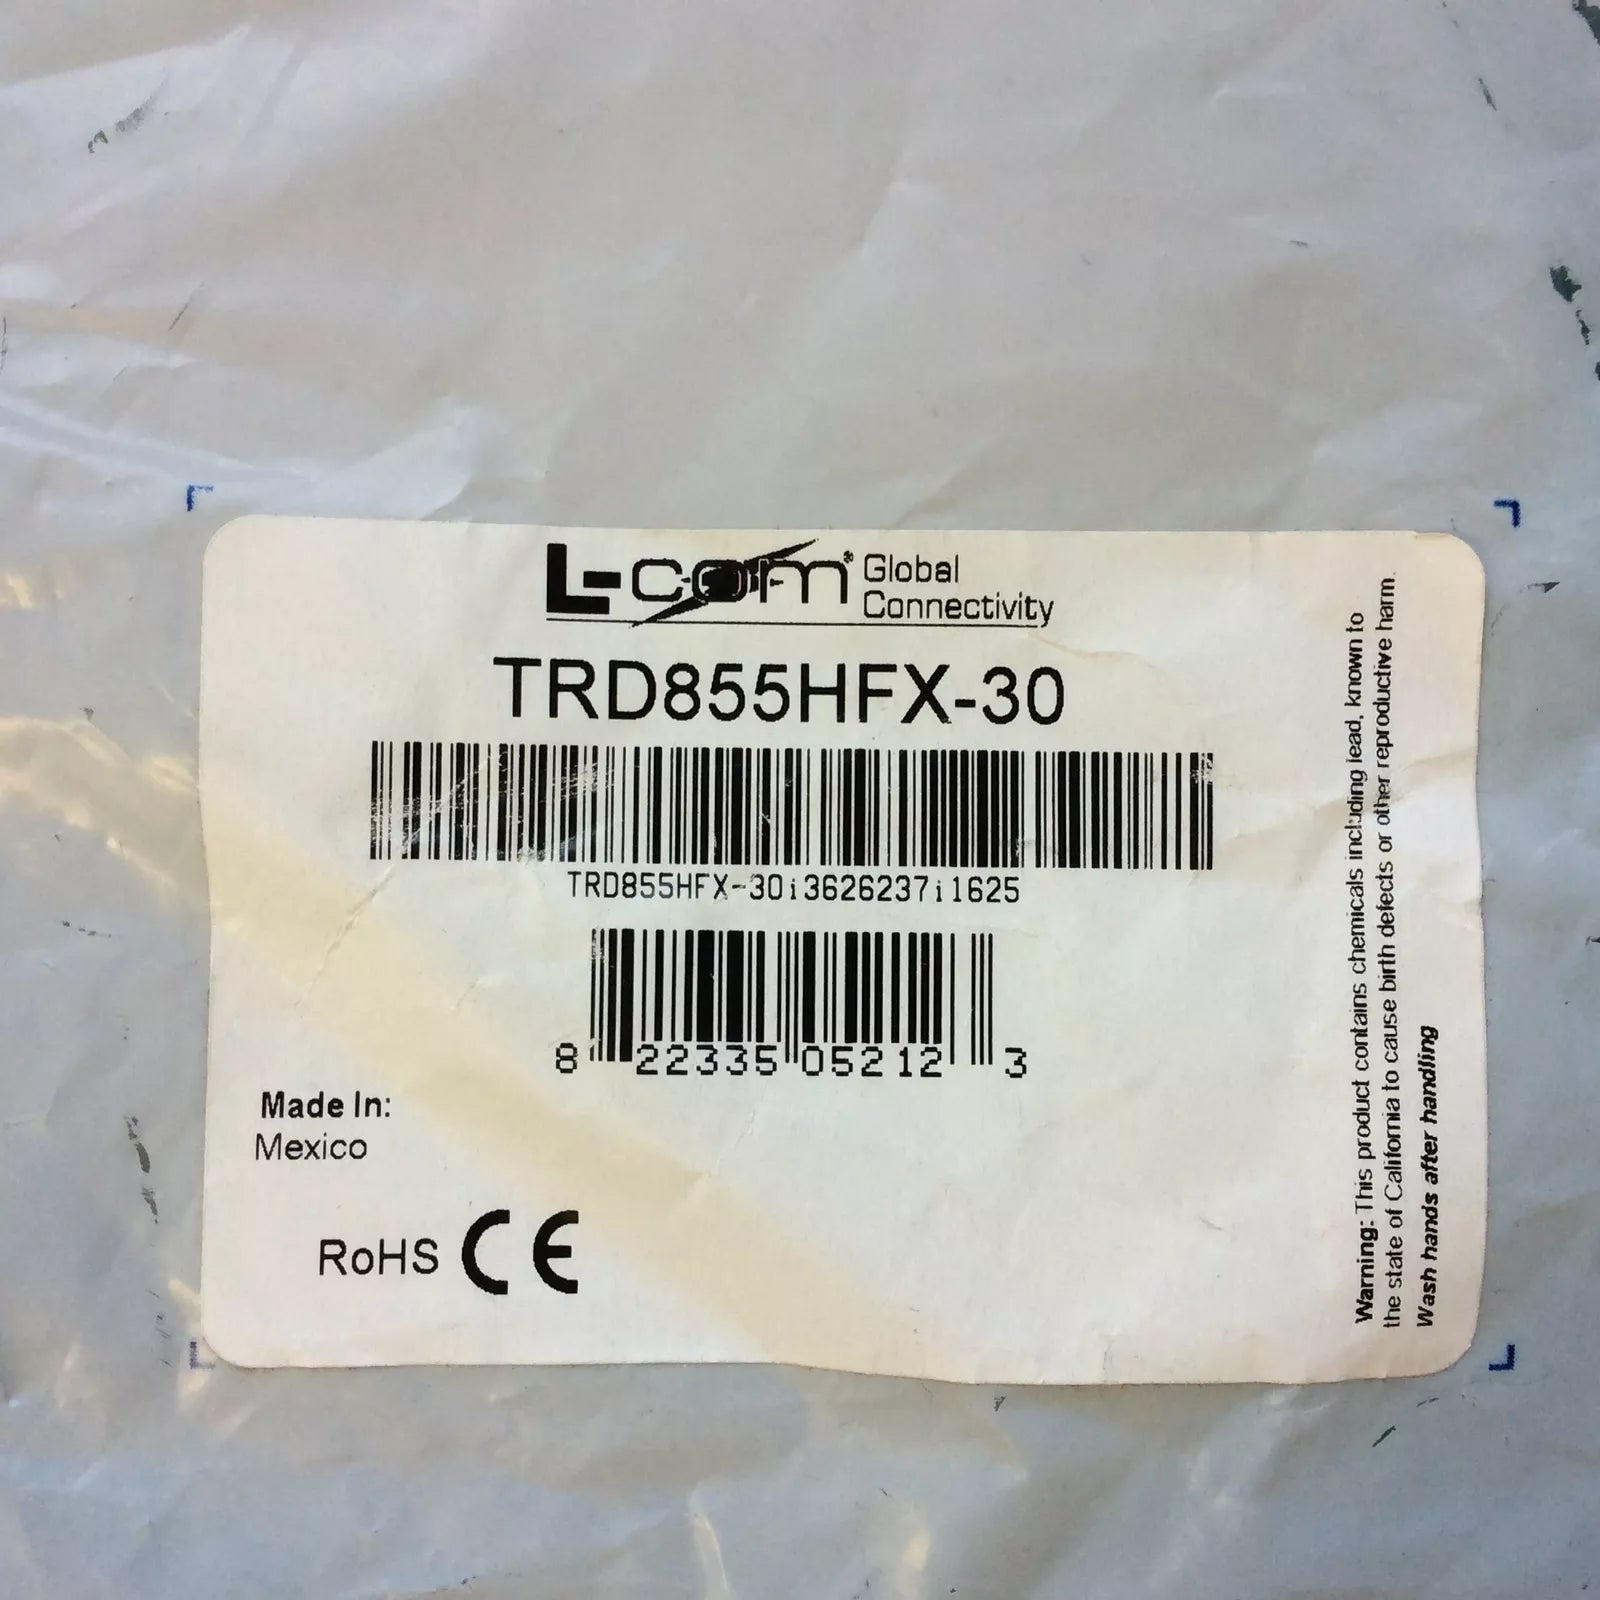 L-com® Global
Connectivity
TRD855HFX-30
TRD855HFX-30i3626237i1625
8 22335 05212 3
Made In:
Mexico
RoHS CE
Warning: This product contains chemicals including lead, known to
the state of California to cause birth defects or other reproductive harm.
Wash hands after handling